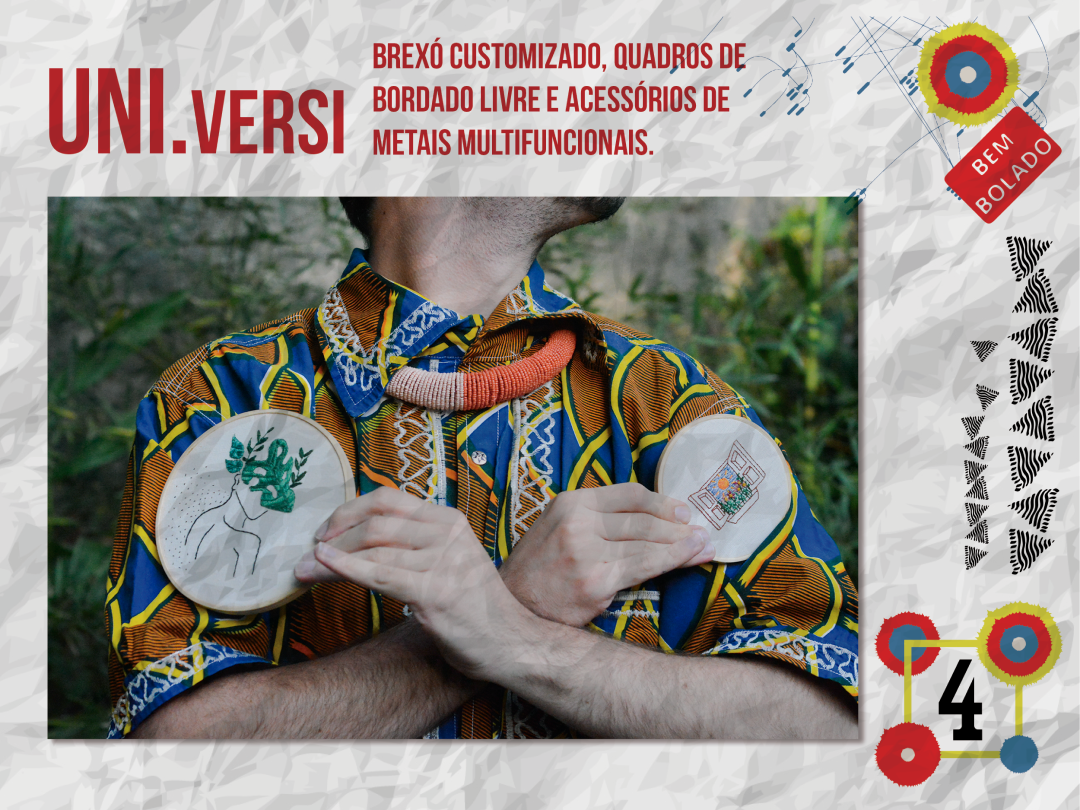 UNI.VERSI
BREXÓ CUSTOMIZADO, QUADROS DE
BORDADO LIVRE E ACESSÓRIOS DE
METAIS MULTIFUNCIONAIS.
BEM
BOLADO
4